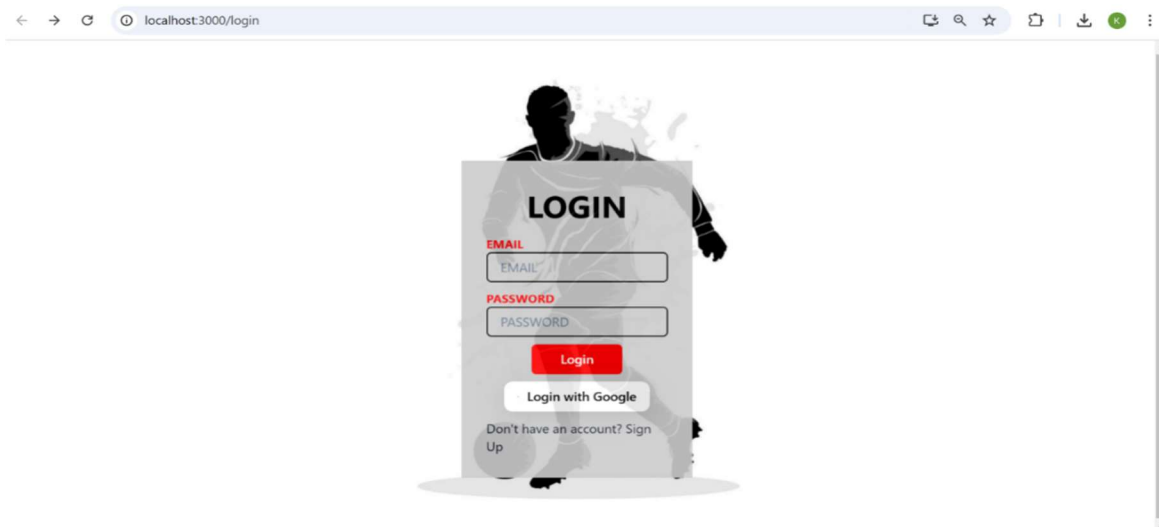 localhost:3000/login
K
LOGIN
EMAIL
EMAIL
PASSWORD
PASSWORD
Login
Login with Google
Don't have an account? Sign
Up